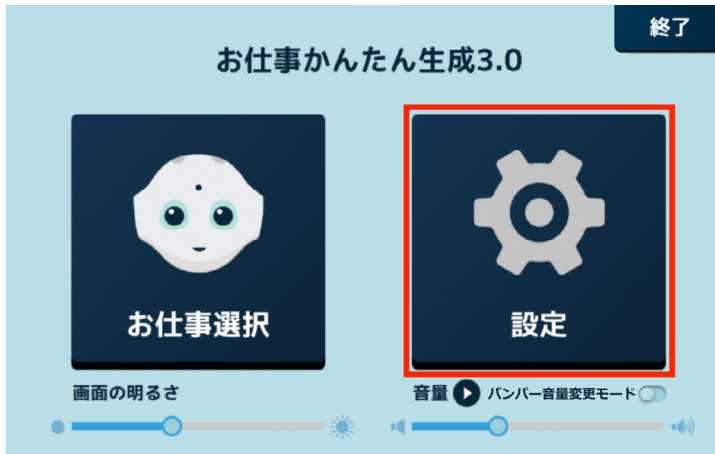 終了
お仕事かんたん生成3.0
お仕事選択
設定
画面の明るさ
音量 バンパー音量変更モード